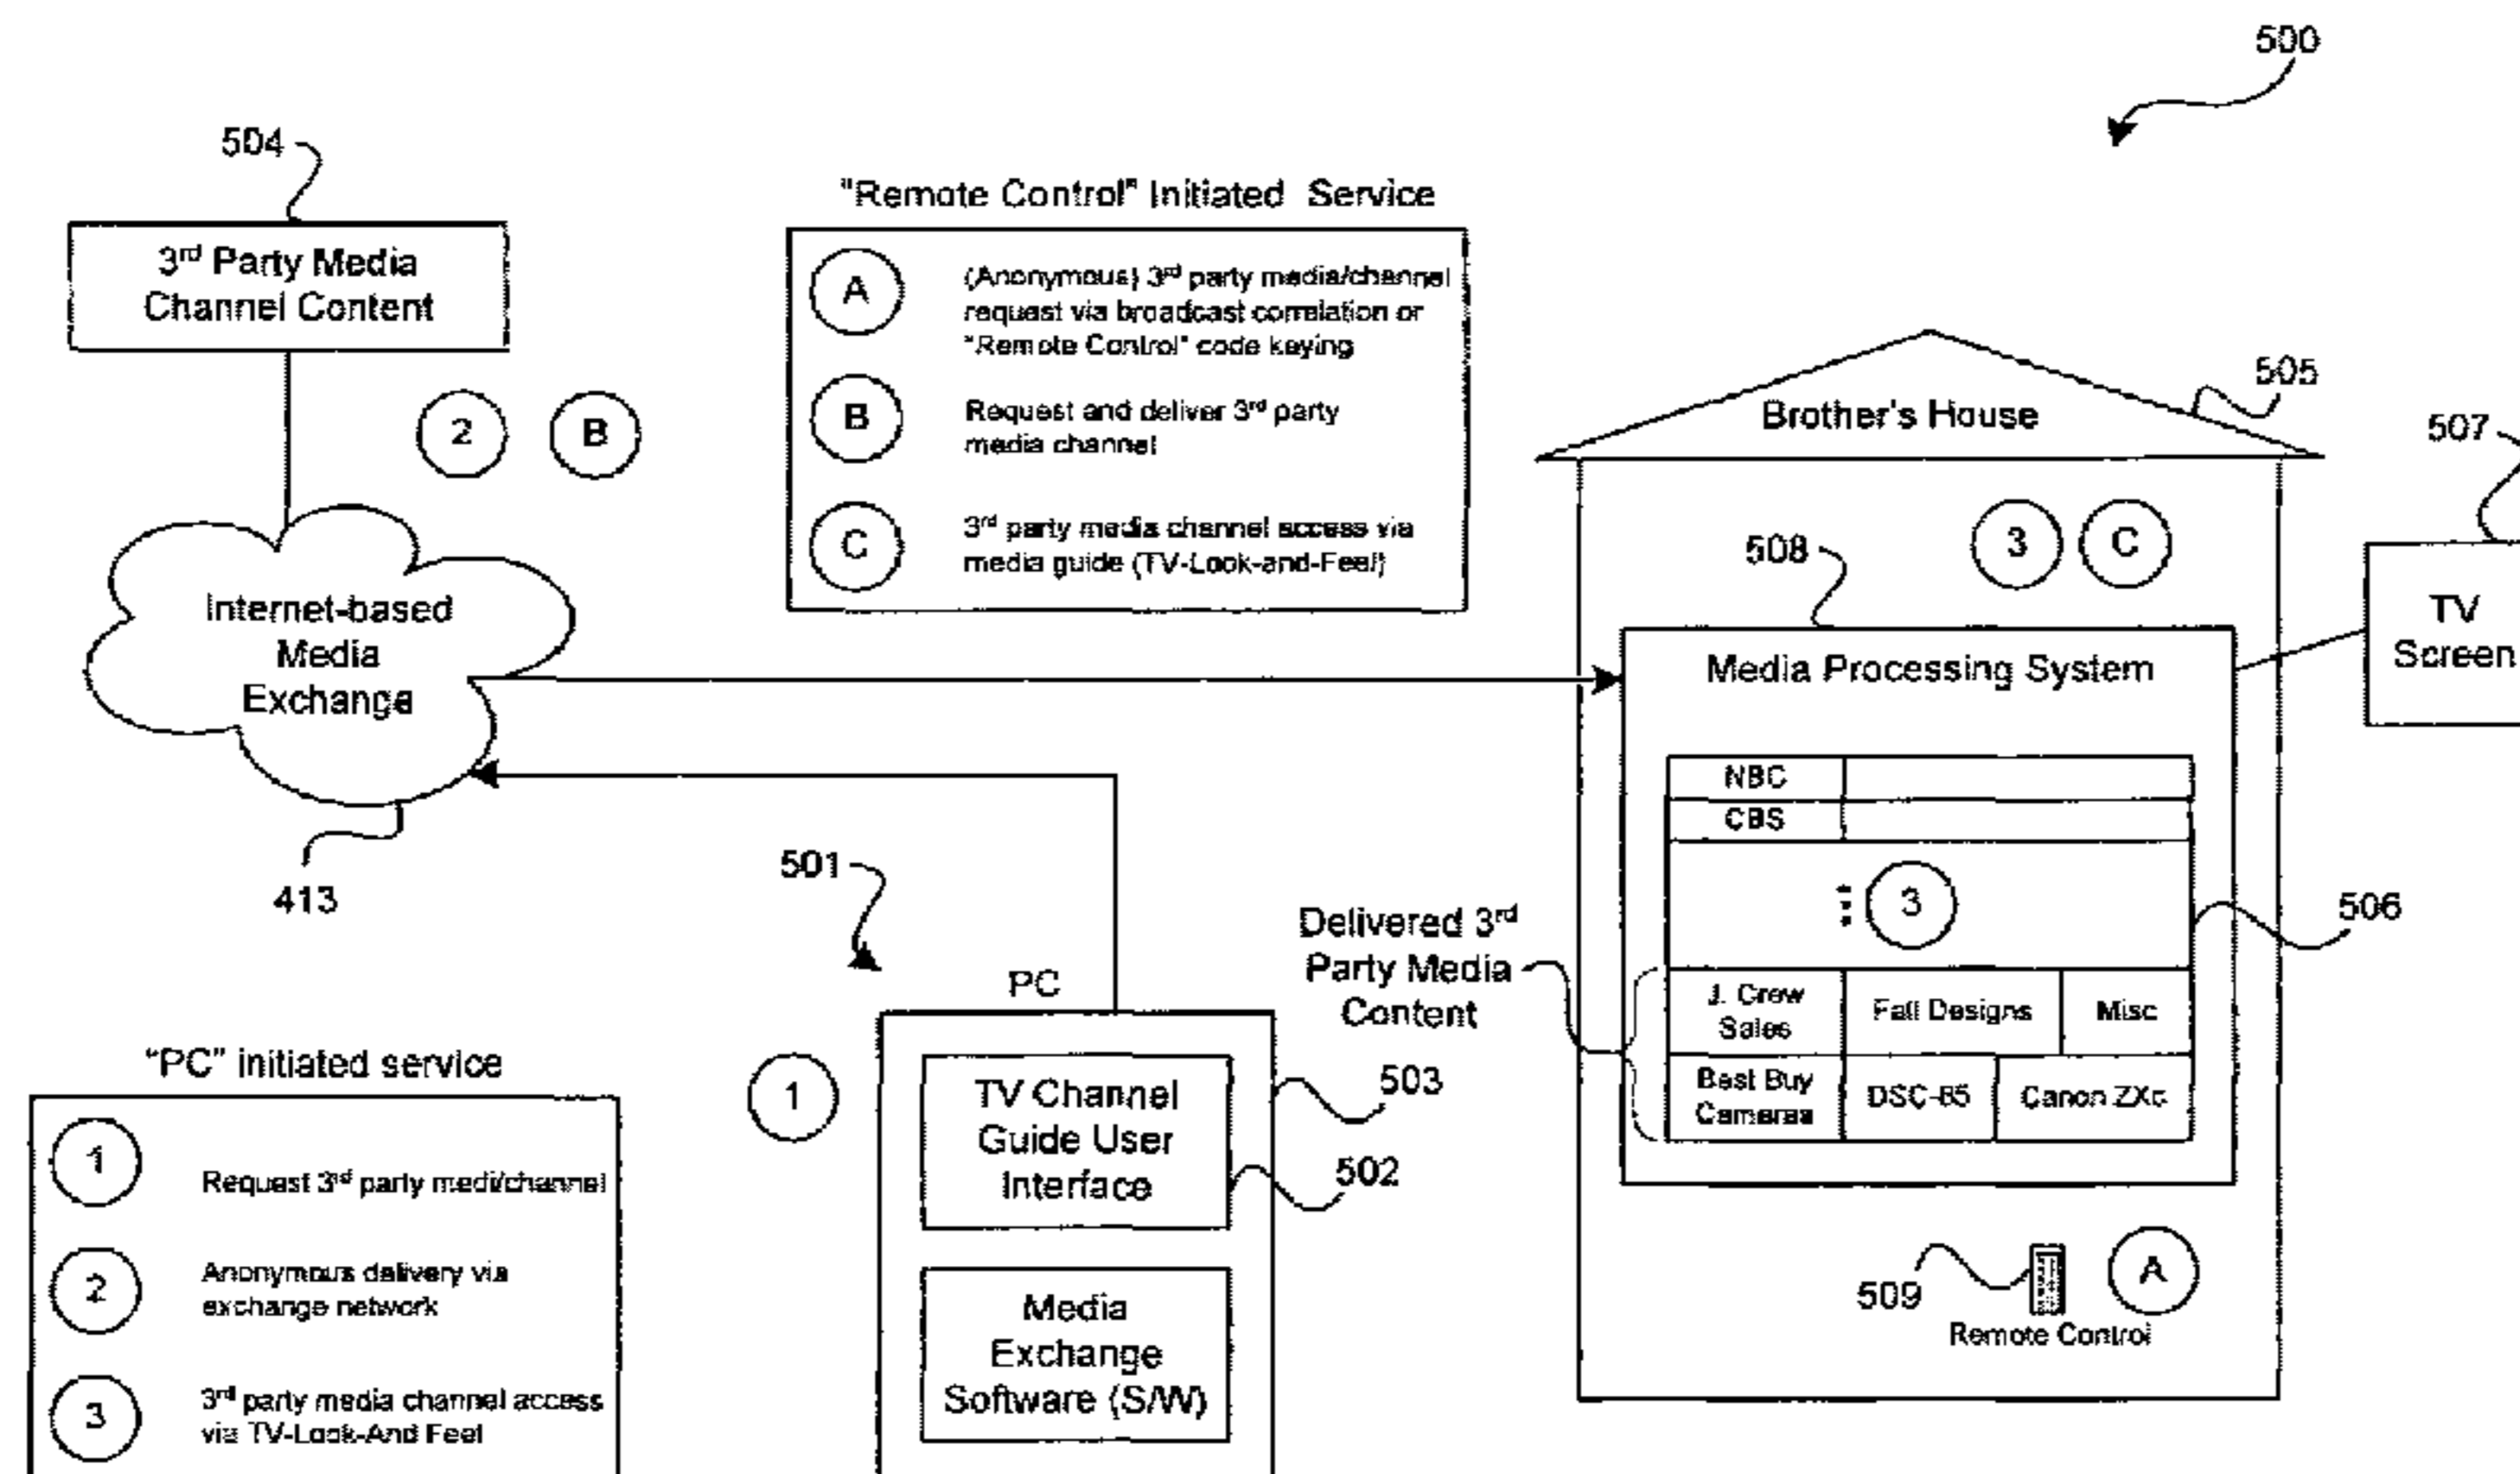 500
504
"Remote Control" Initiated Service
3rd Party Media
Channel Content
A
(Anonymous) 3rd party media/channel
request via broadcast correlation or
"Remote Control" code keying
B
Request and deliver 3rd party
media channel
C
3rd party media channel access via
media guide (TV-Look-and-Feel)
2
B
Internet-based
Media
Exchange
413
505
Brother's House
507
3
C
508
TV
Screen
Media Processing System
NBC
CBS
3
506
Delivered 3rd
Party Media
Content
J. Crew
Sales
Fall Designs
Misc
Best Buy
Cameras
DSC-65
Canon ZXc
509
A
Remote Control
501
PC
1
TV Channel
Guide User
Interface
503
502
Media
Exchange
Software (S/W)
"PC" initiated service
1
Request 3rd party medi/channel
2
Anonymous delivery via
exchange network
3
3rd party media channel access
via TV-Look-And Feel